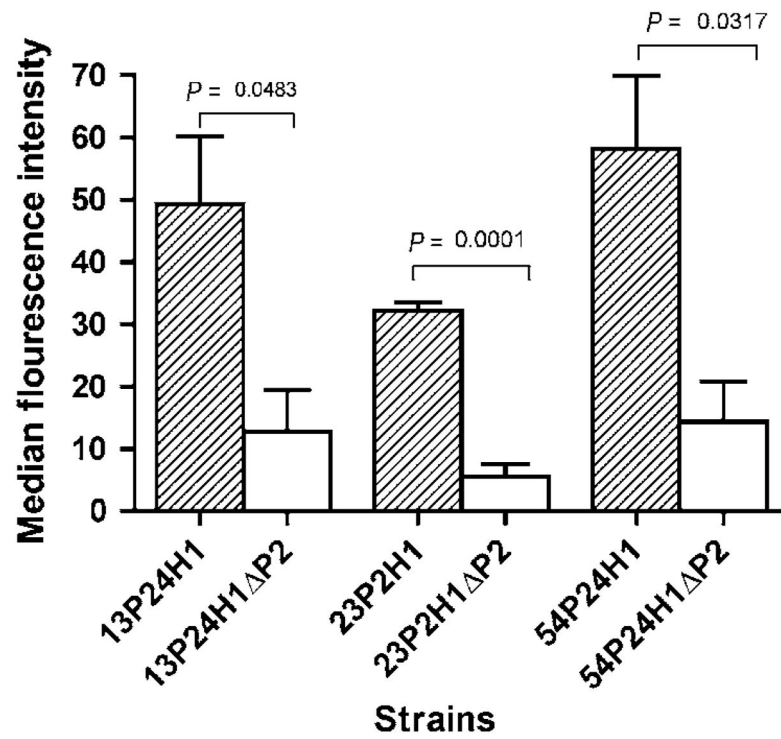 P = 0.0317
P = 0.0483
P = 0.0001
Median flourescence intensity
70
60
50
40
30
20
10
0
13P24H1
13P24H1ΔP2
23P2H1
23P2H1ΔP2
54P24H1
54P24H1ΔP2
Strains